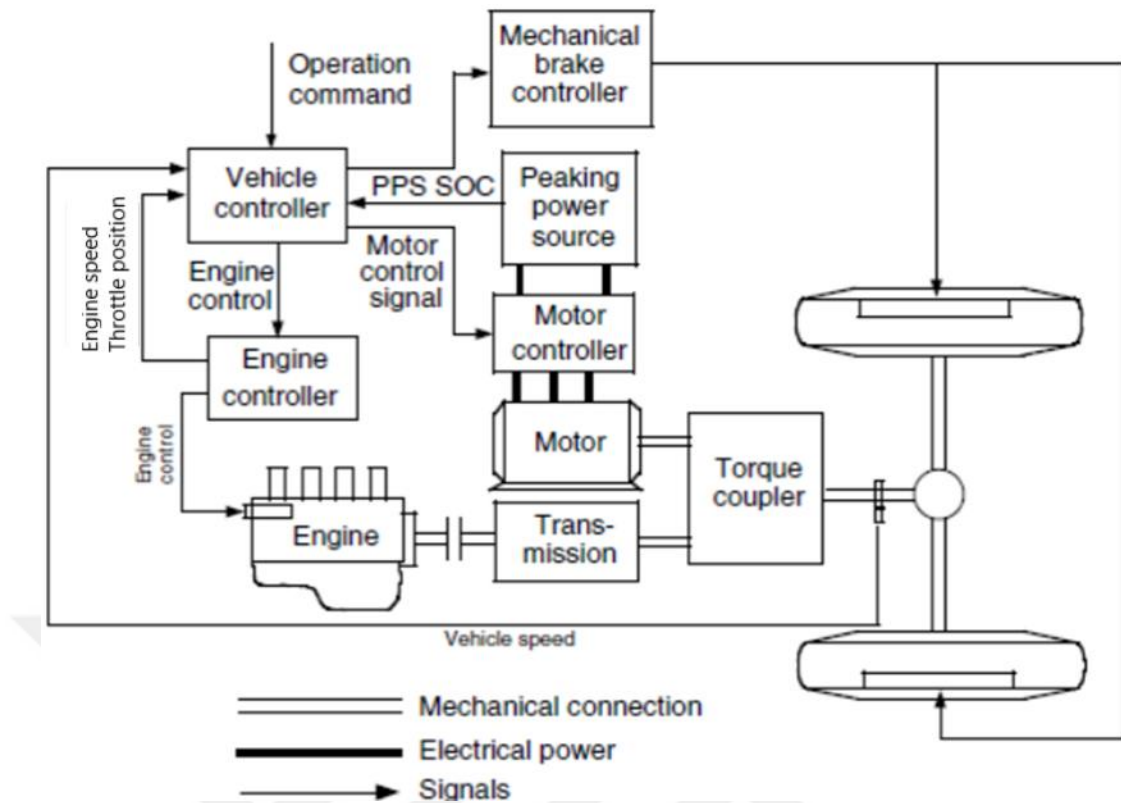 Operation
command
Mechanical
brake
controller
Vehicle
controller
PPS SOC
Peaking
power
source
Engine speed
Throttle position
Engine
control
Motor
control
signal
Motor
controller
Engine
controller
Engine
control
Motor
Torque
coupler
Engine
Trans-
mission
Vehicle speed
Mechanical connection
Electrical power
Signals